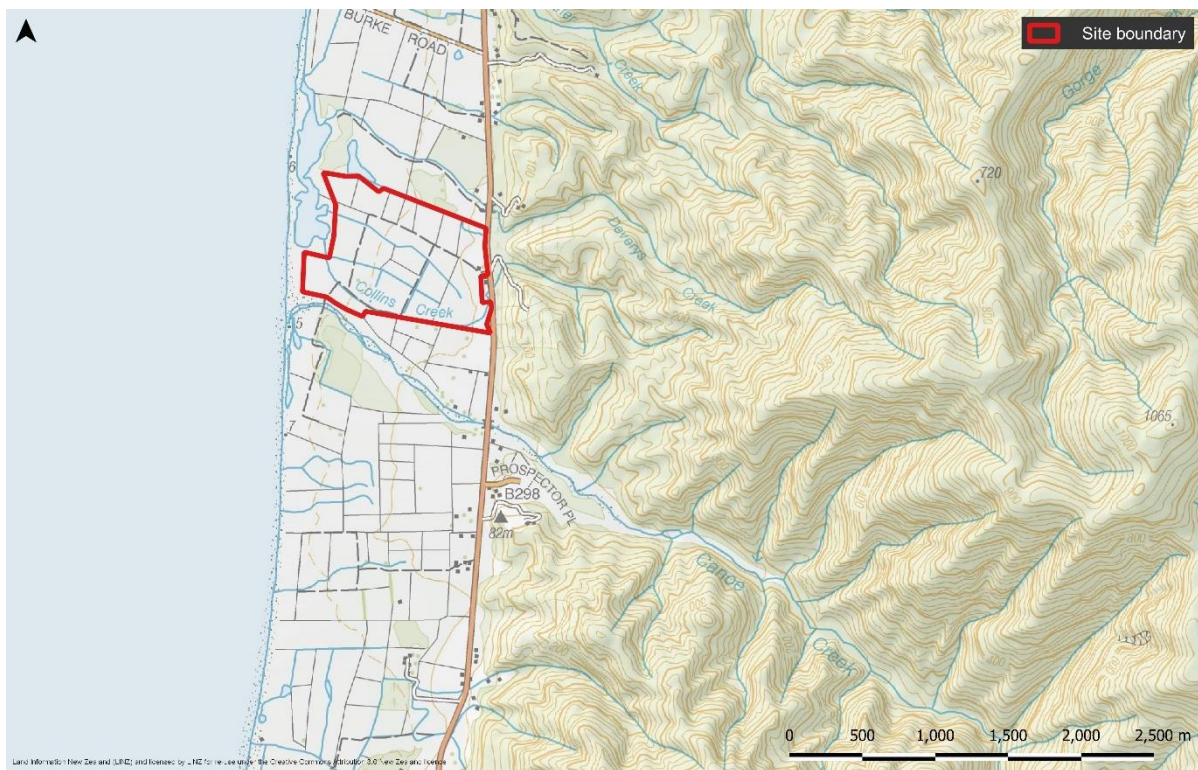 Site boundary
BURKE ROAD
Gorge
Creek
720
6
Deverys
Creek
Collins
Creek
5
1065
7
PROSPECTOR PL
B298
82m
Canoe
Creek
0 500 1,000 1,500 2,000 2,500 m